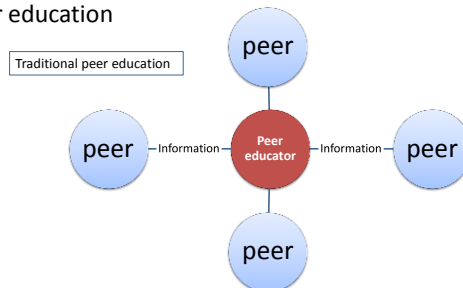 education
peer
Traditional peer education
peer
Information
Peer
educator
Information
peer
peer